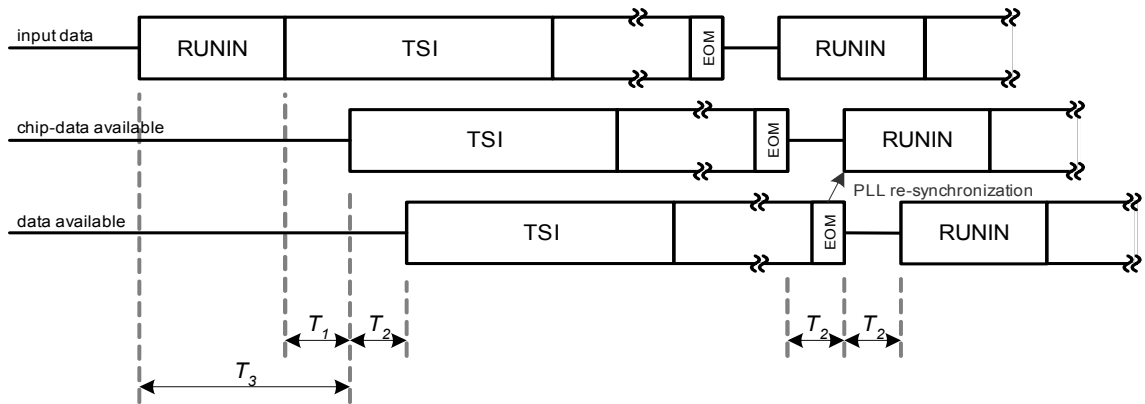 input data
RUNIN
TSI
EOM
RUNIN
chip-data available
TSI
EOM
RUNIN
PLL re-synchronization
data available
TSI
EOM
RUNIN
T1
T2
T2
T2
T3